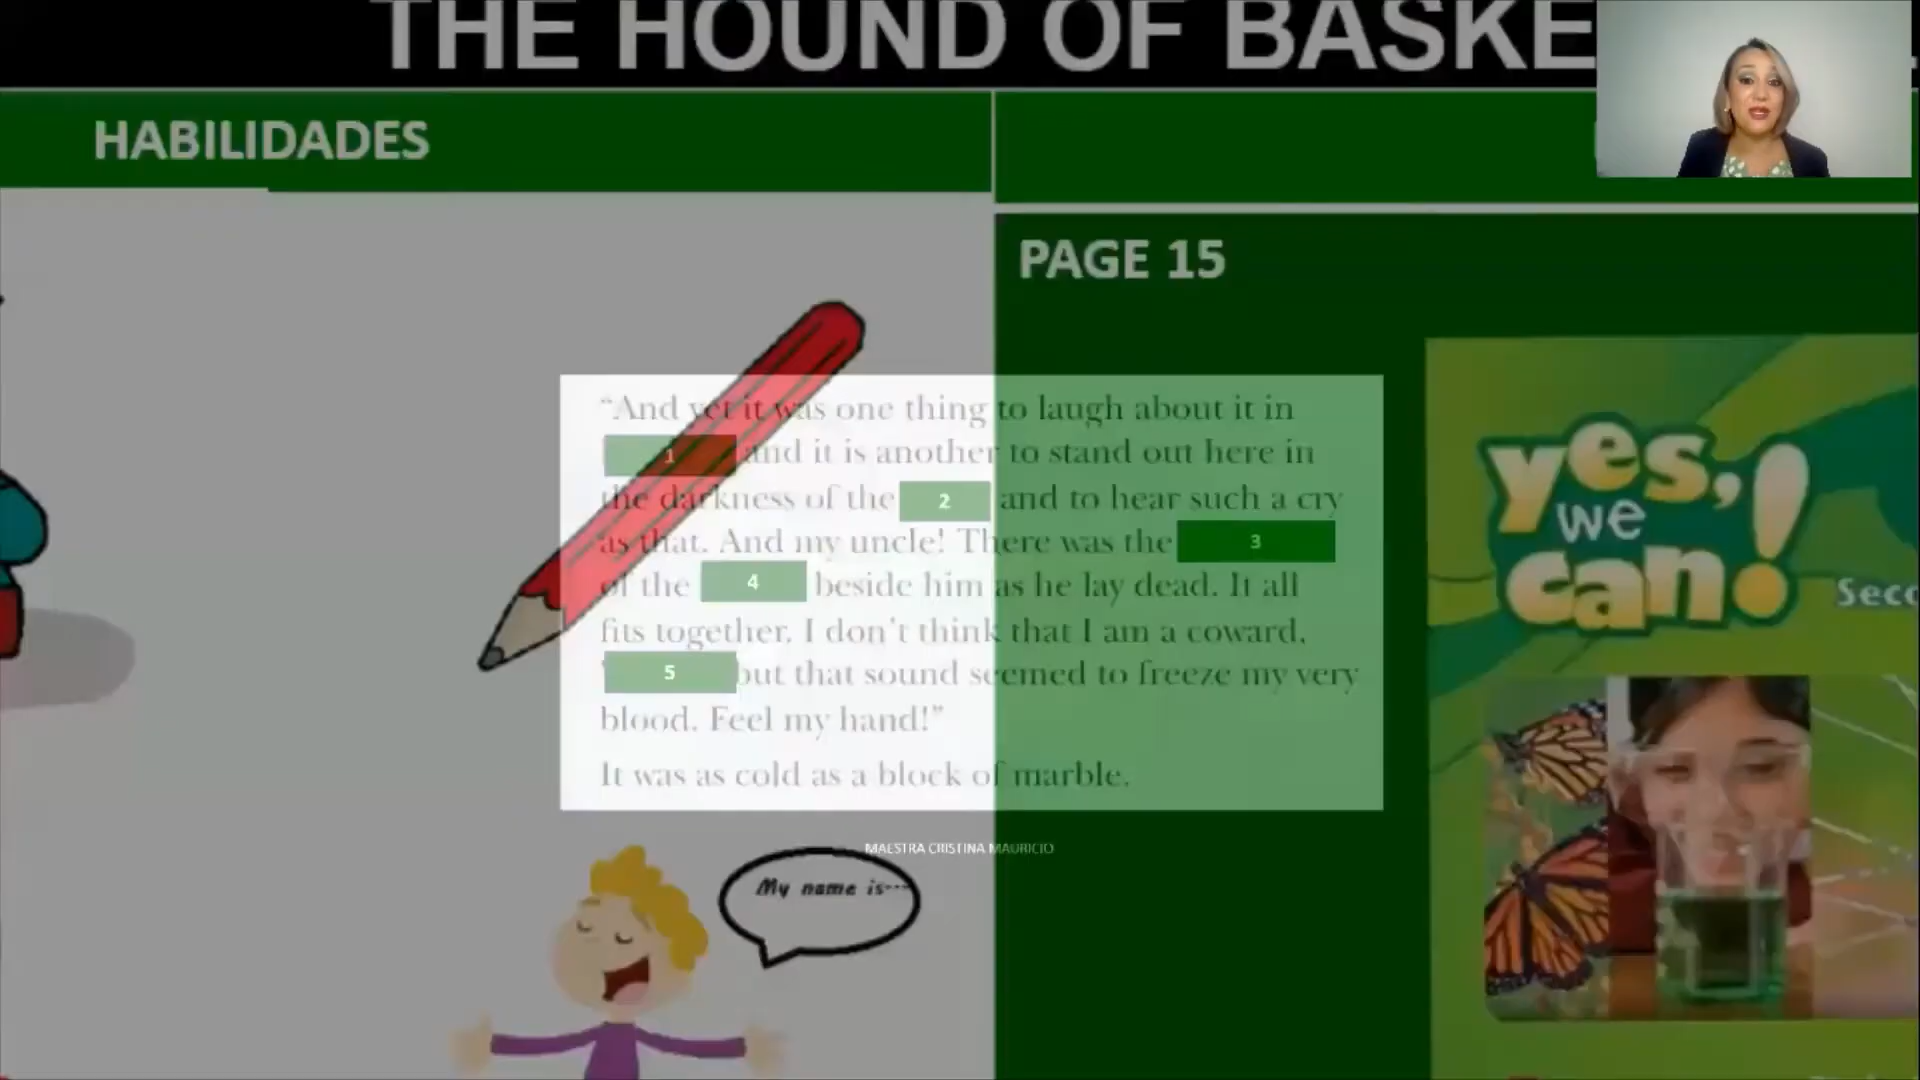 THE HOUND OF BASKE
HABILIDADES
PAGE 15
“And yet it was one thing to laugh about it in
1 and it is another to stand out here in
the darkness of the 2 and to hear such a cry
as that. And my uncle! There was the 3
of the 4 beside him as he lay dead. It all
fits together. I don't think that I am a coward,
5 but that sound seemed to freeze my very
blood. Feel my hand!”
It was as cold as a block of marble.
MAESTRA CRISTINA MAURICIO
My name is---
yes,
we
can!